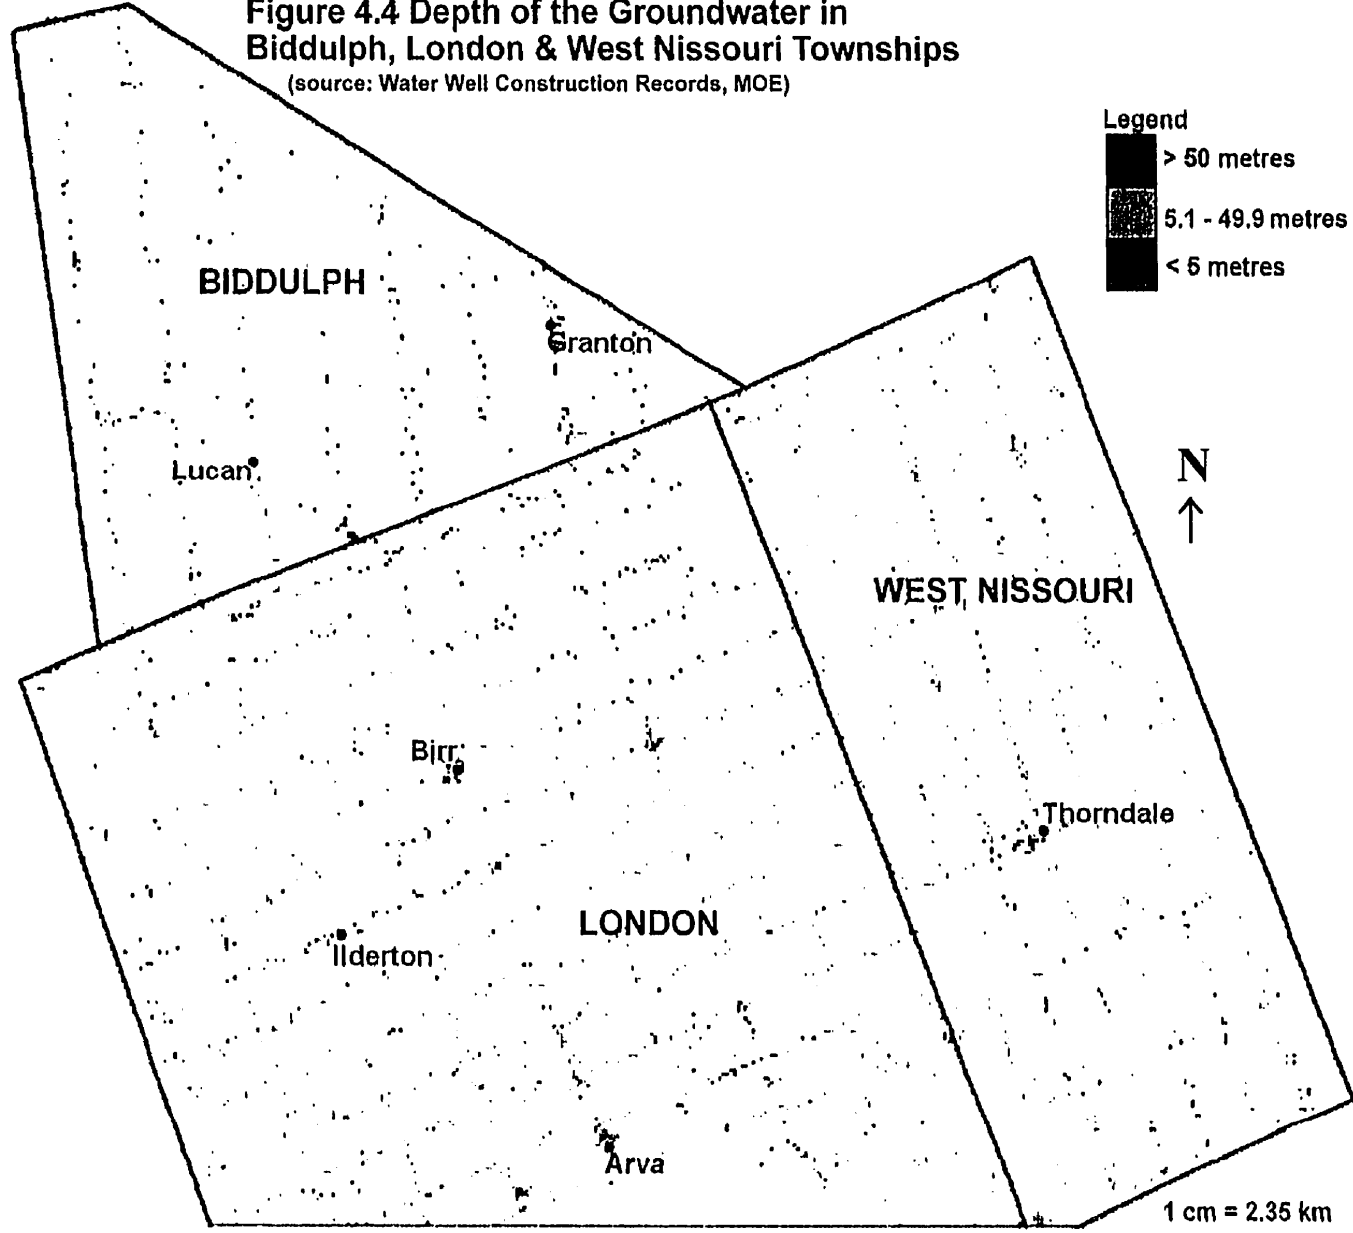 Figure 4.4 Depth of the Groundwater in
Biddulph, London & West Nissouri Townships
(source: Water Well Construction Records, MOE)
Legend
> 50 metres
5.1 - 49.9 metres
< 5 metres
BIDDULPH
Granton
Lucan
N
WEST NISSOURI
Birr
Thorndale
LONDON
Ilderton
Arva
1 cm = 2.35 km